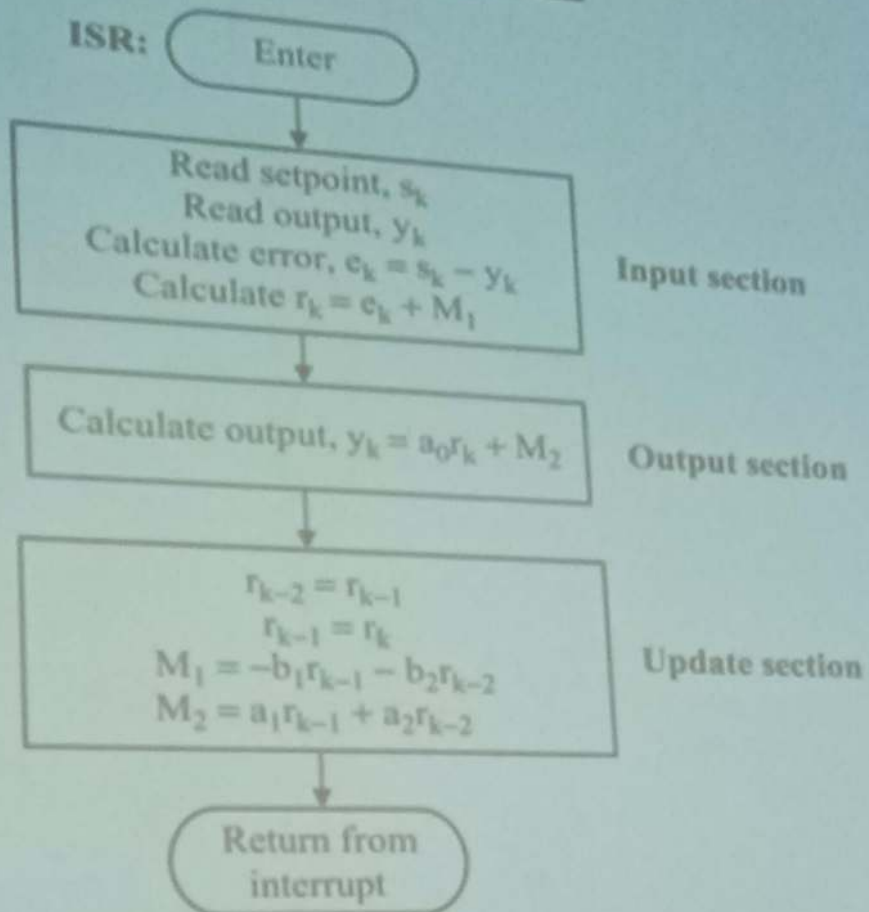 ISR:
Enter
Read setpoint, sₖ
Read output, yₖ
Calculate error, eₖ = sₖ − yₖ
Calculate rₖ = eₖ + M₁
Input section
Calculate output, yₖ = a₀rₖ + M₂
Output section
rₖ₋₂ = rₖ₋₁
rₖ₋₁ = rₖ
M₁ = −b₁rₖ₋₁ − b₂rₖ₋₂
M₂ = a₁rₖ₋₁ + a₂rₖ₋₂
Update section
Return from
interrupt